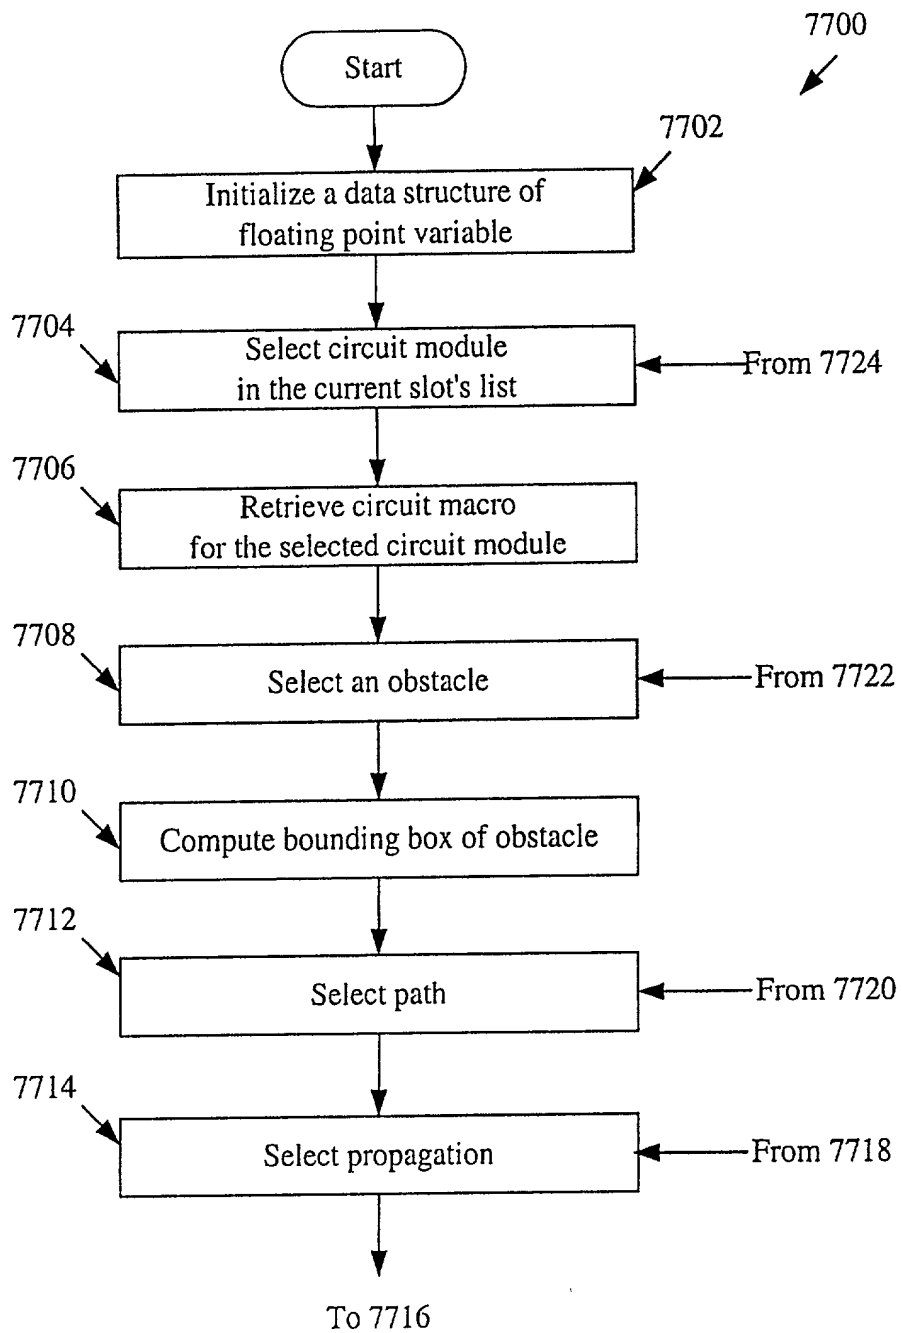 7700
Start
7702
Initialize a data structure of
floating point variable
7704
Select circuit module
in the current slot's list
From 7724
7706
Retrieve circuit macro
for the selected circuit module
7708
Select an obstacle
From 7722
7710
Compute bounding box of obstacle
7712
Select path
From 7720
7714
Select propagation
From 7718
To 7716